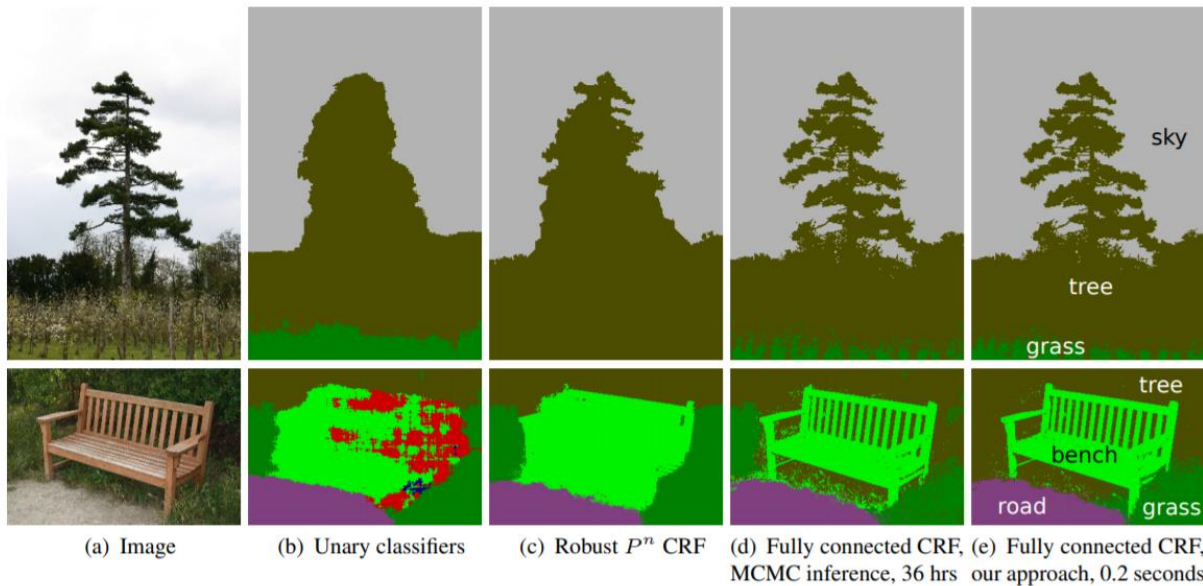 sky
tree
grass
tree
bench
road
grass
(a) Image
(b) Unary classifiers
(c) Robust Pⁿ CRF
(d) Fully connected CRF,
MCMC inference, 36 hrs
(e) Fully connected CRF,
our approach, 0.2 seconds